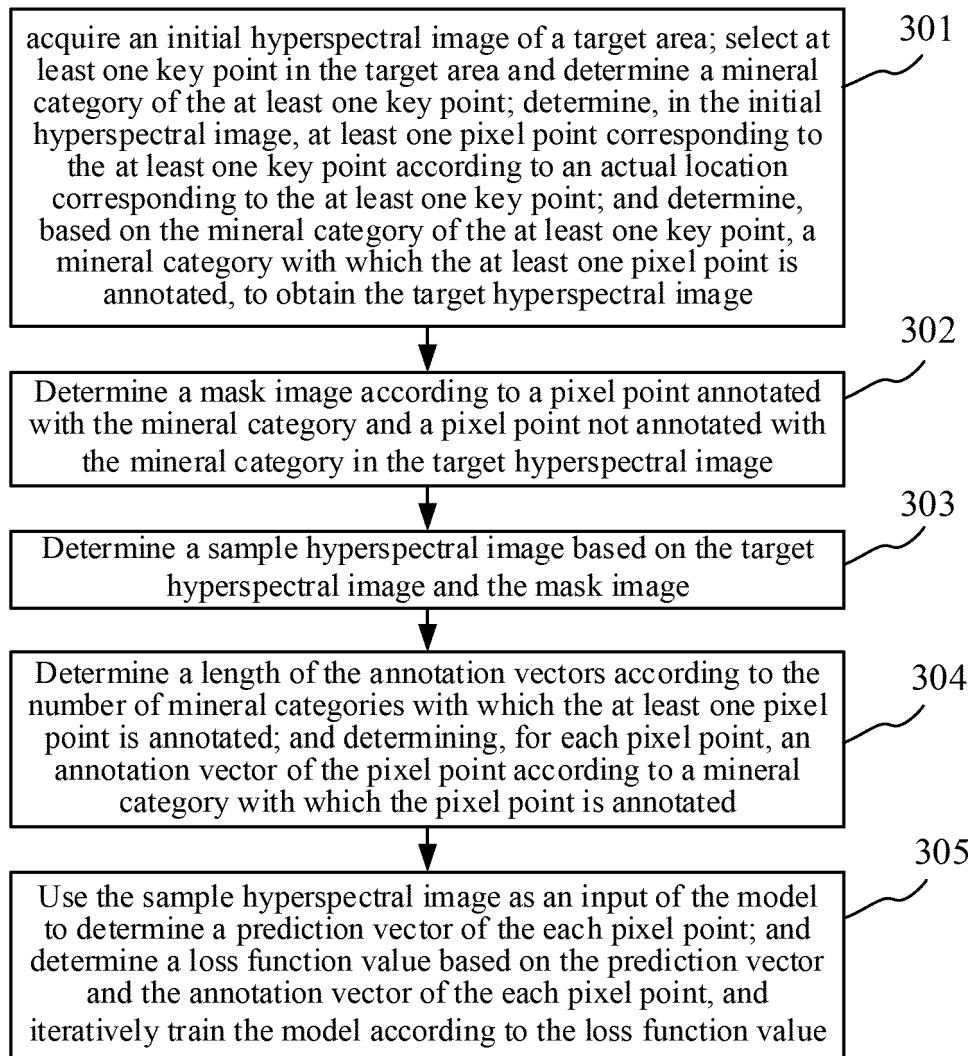 acquire an initial hyperspectral image of a target area; select at
least one key point in the target area and determine a mineral
category of the at least one key point; determine, in the initial
hyperspectral image, at least one pixel point corresponding to
the at least one key point according to an actual location
corresponding to the at least one key point; and determine,
based on the mineral category of the at least one key point, a
mineral category with which the at least one pixel point is
annotated, to obtain the target hyperspectral image
301
Determine a mask image according to a pixel point annotated
with the mineral category and a pixel point not annotated with
the mineral category in the target hyperspectral image
302
Determine a sample hyperspectral image based on the target
hyperspectral image and the mask image
303
Determine a length of the annotation vectors according to the
number of mineral categories with which the at least one pixel
point is annotated; and determining, for each pixel point, an
annotation vector of the pixel point according to a mineral
category with which the pixel point is annotated
304
Use the sample hyperspectral image as an input of the model
to determine a prediction vector of the each pixel point; and
determine a loss function value based on the prediction vector
and the annotation vector of the each pixel point, and
iteratively train the model according to the loss function value
305